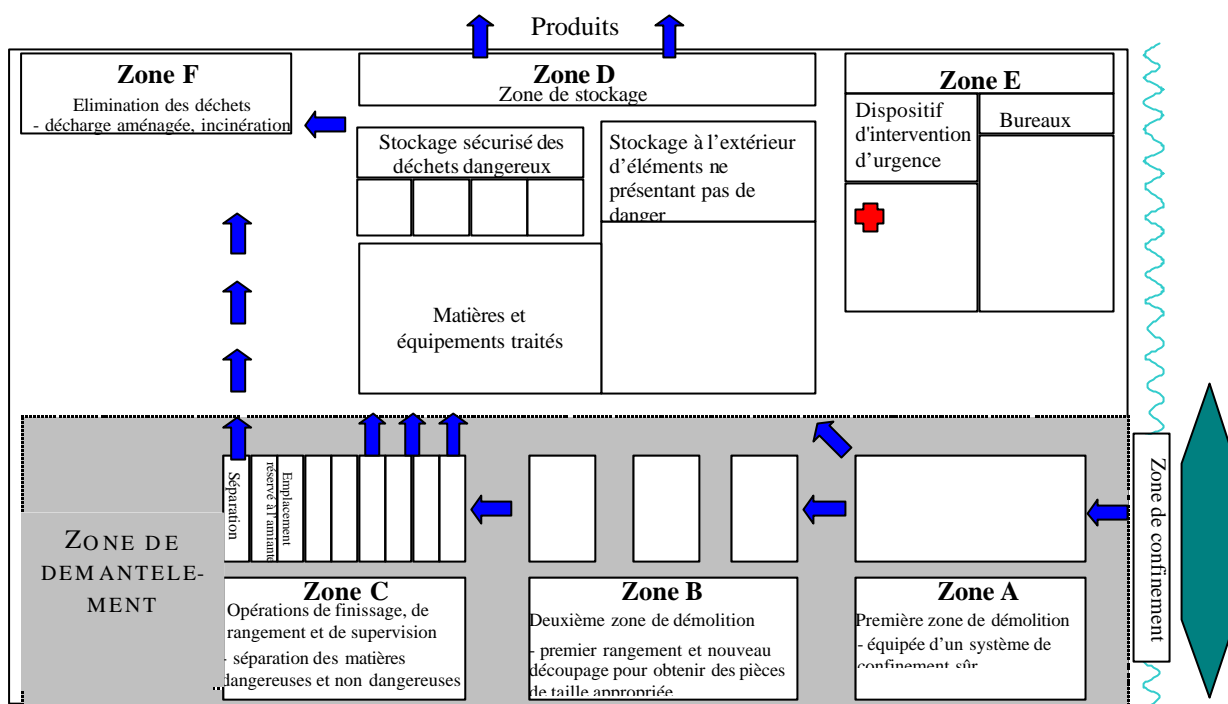 Produits
Zone F
Elimination des déchets
- décharge aménagée, incinération
Zone D
Zone de stockage
Stockage sécurisé des
déchets dangereux
Stockage à l’extérieur
d’éléments ne
présentant pas de
danger
Matières et
équipements traités
Zone E
Dispositif
d'intervention
d’urgence
Bureaux
ZONE DE
DEMANTELE-
MENT
Séparation
Emplacement
réservé à l'amiante
Zone C
Opérations de finissage, de
rangement et de supervision
- séparation des matières
dangereuses et non dangereuses
Zone B
Deuxième zone de démolition
- premier rangement et nouveau
découpage pour obtenir des pièces
de taille appropriée
Zone A
Première zone de démolition
- équipée d’un système de
confinement sûr
Zone de confinement